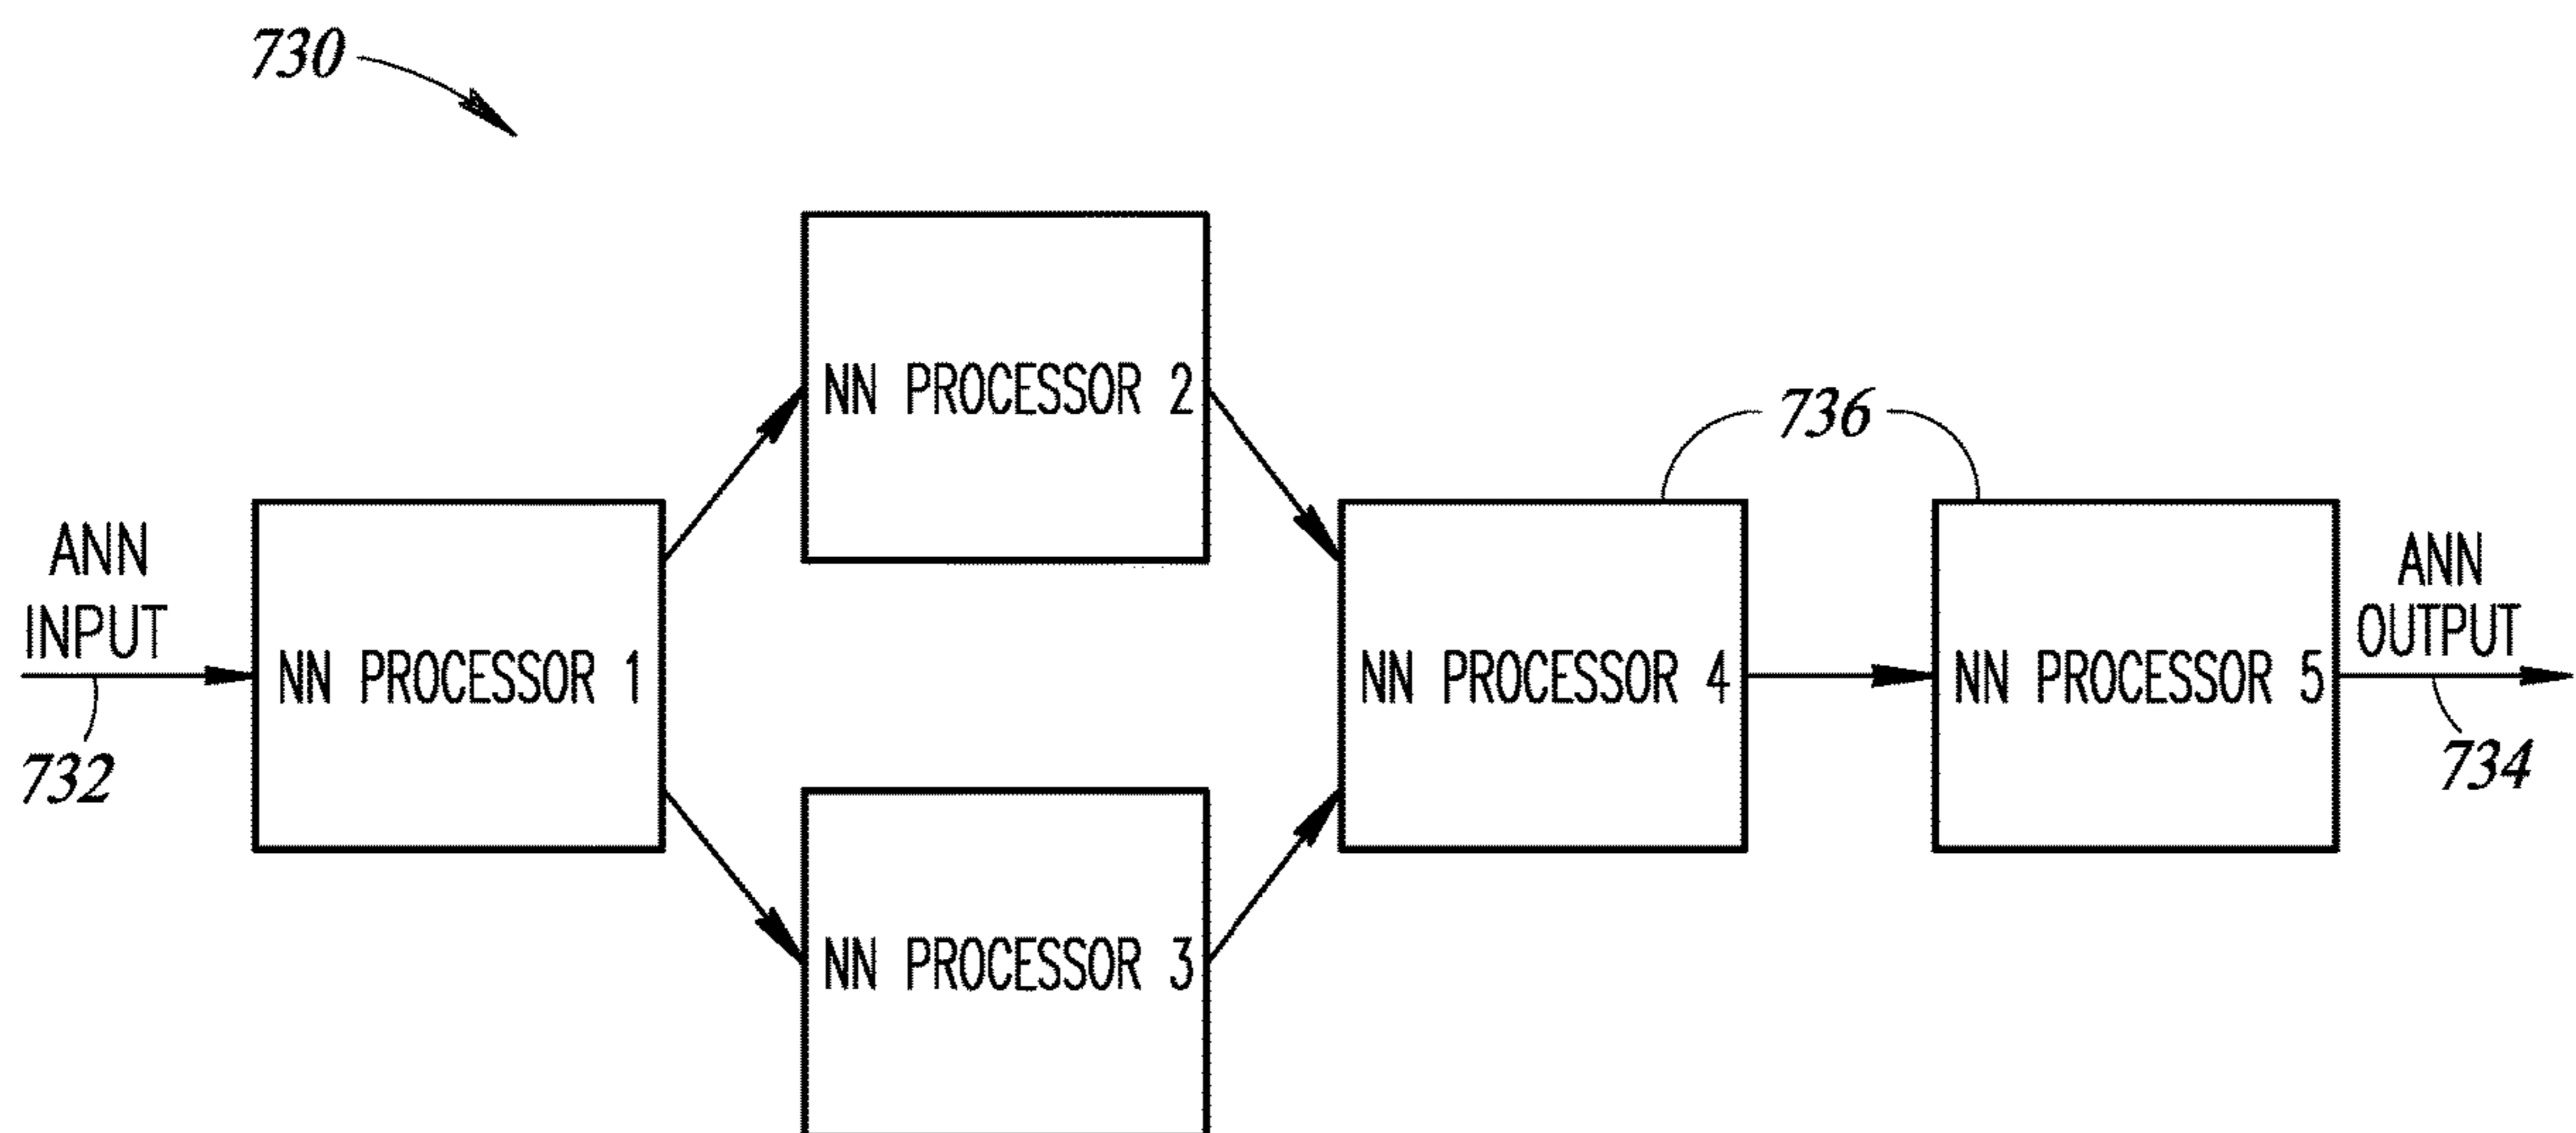 730
NN PROCESSOR 2
736
ANN
INPUT
732
NN PROCESSOR 1
NN PROCESSOR 4
NN PROCESSOR 5
ANN
OUTPUT
734
NN PROCESSOR 3